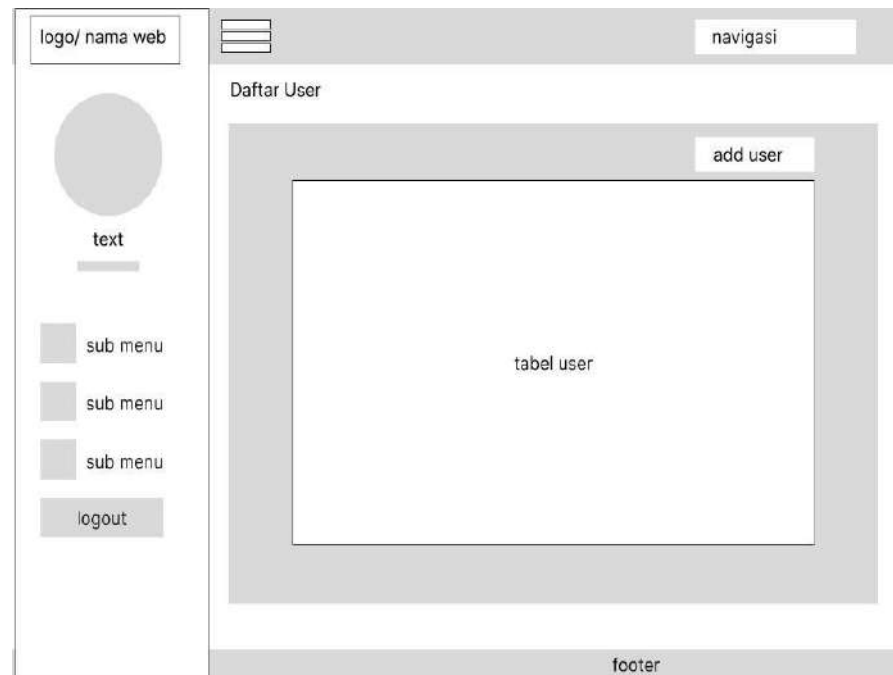 logo/ nama web
navigasi
Daftar User
add user
text
sub menu
sub menu
sub menu
logout
tabel user
footer